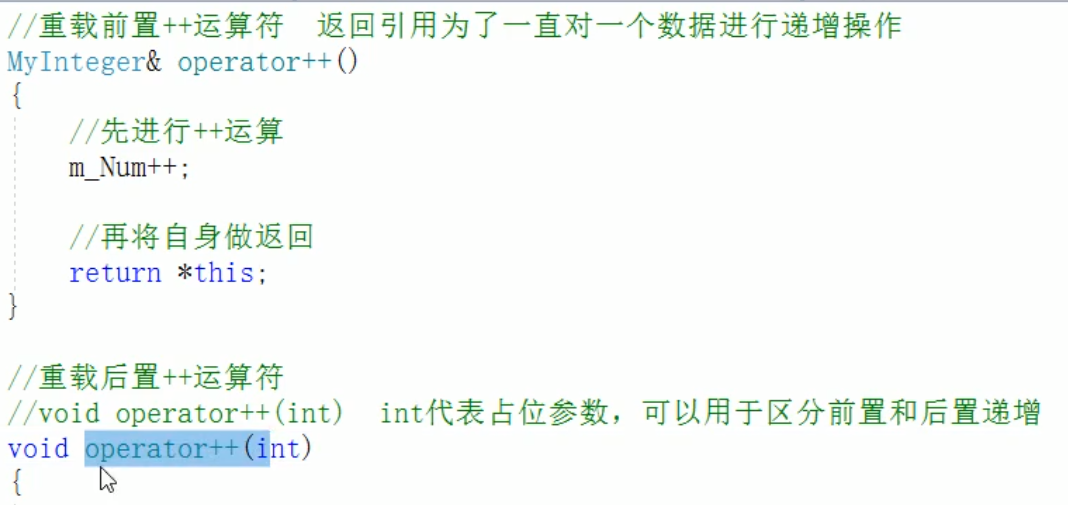 //重载前置++运算符  返回引用为了一直对一个数据进行递增操作
MyInteger& operator++()
{
    //先进行++运算
    m_Num++;
    //再将自身做返回
    return *this;
}
//重载后置++运算符
//void operator++(int)  int代表占位参数，可以用于区分前置和后置递增
void operator++(int)
{